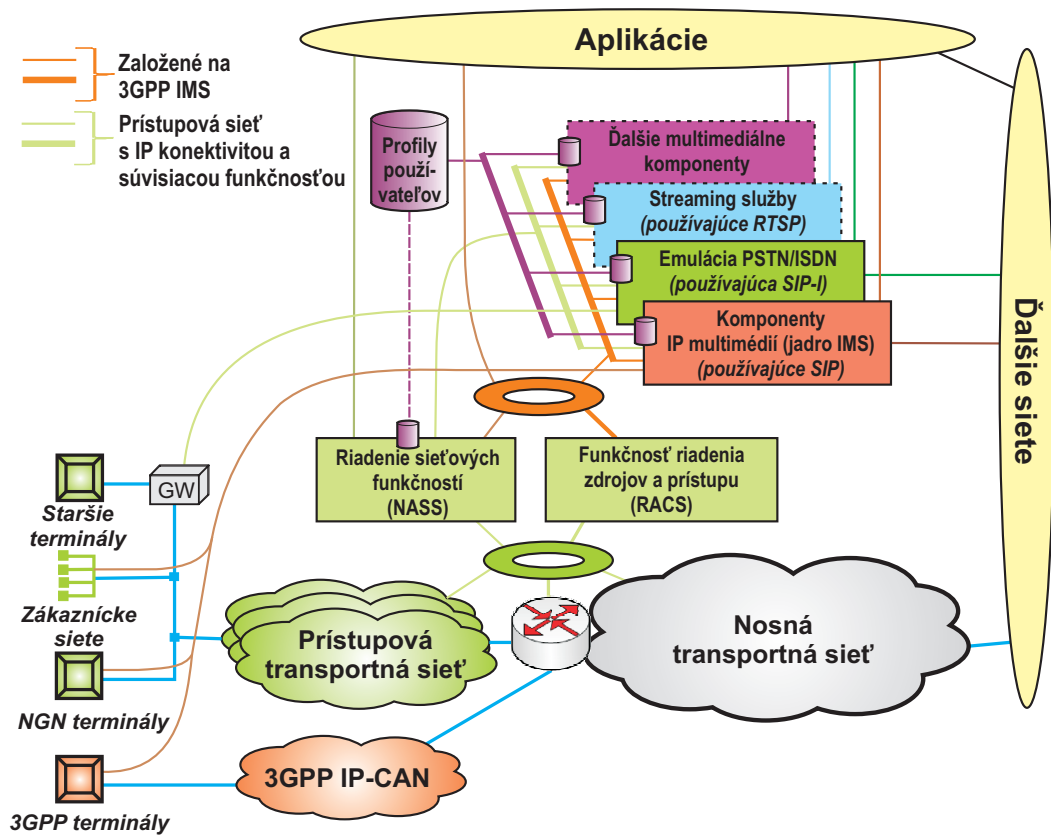 Aplikácie
Založené na
3GPP IMS
Prístupová sieť
s IP konektivitou a
súvisiacou funkčnosťou
Profily
použí-
vateľov
Ďalšie multimediálne
komponenty
Streaming služby
(používajúce RTSP)
Emulácia PSTN/ISDN
(používajúca SIP-I)
Komponenty
IP multimédií (jadro IMS)
(používajúce SIP)
Ďalšie siete
Riadenie sieťových
funkčností
(NASS)
Funkčnosť riadenia
zdrojov a prístupu
(RACS)
GW
Staršie
terminály
Zákaznícke
siete
NGN terminály
3GPP terminály
Prístupová
transportná sieť
Nosná
transportná sieť
3GPP IP-CAN